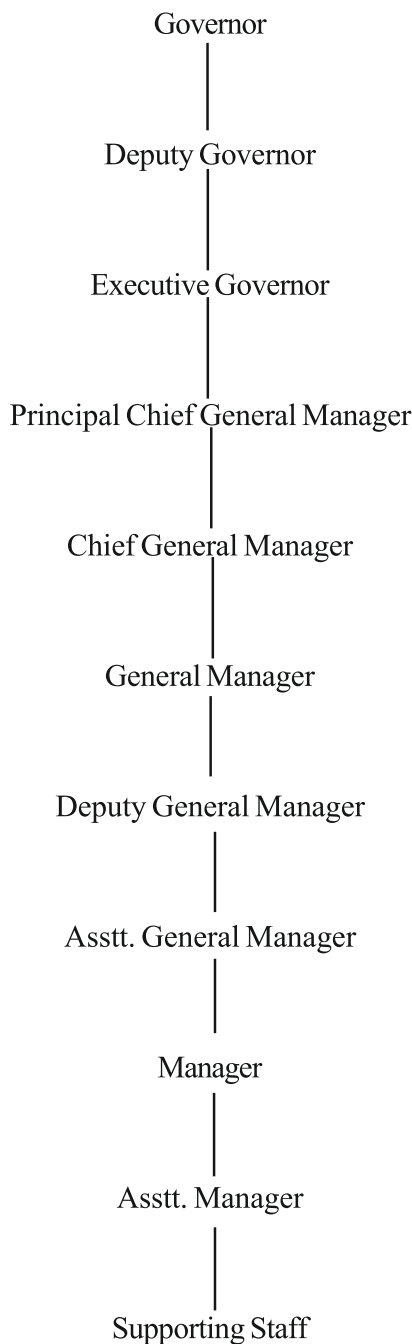 Governor
Deputy Governor
Executive Governor
Principal Chief General Manager
Chief General Manager
General Manager
Deputy General Manager
Asstt. General Manager
Manager
Asstt. Manager
Supporting Staff